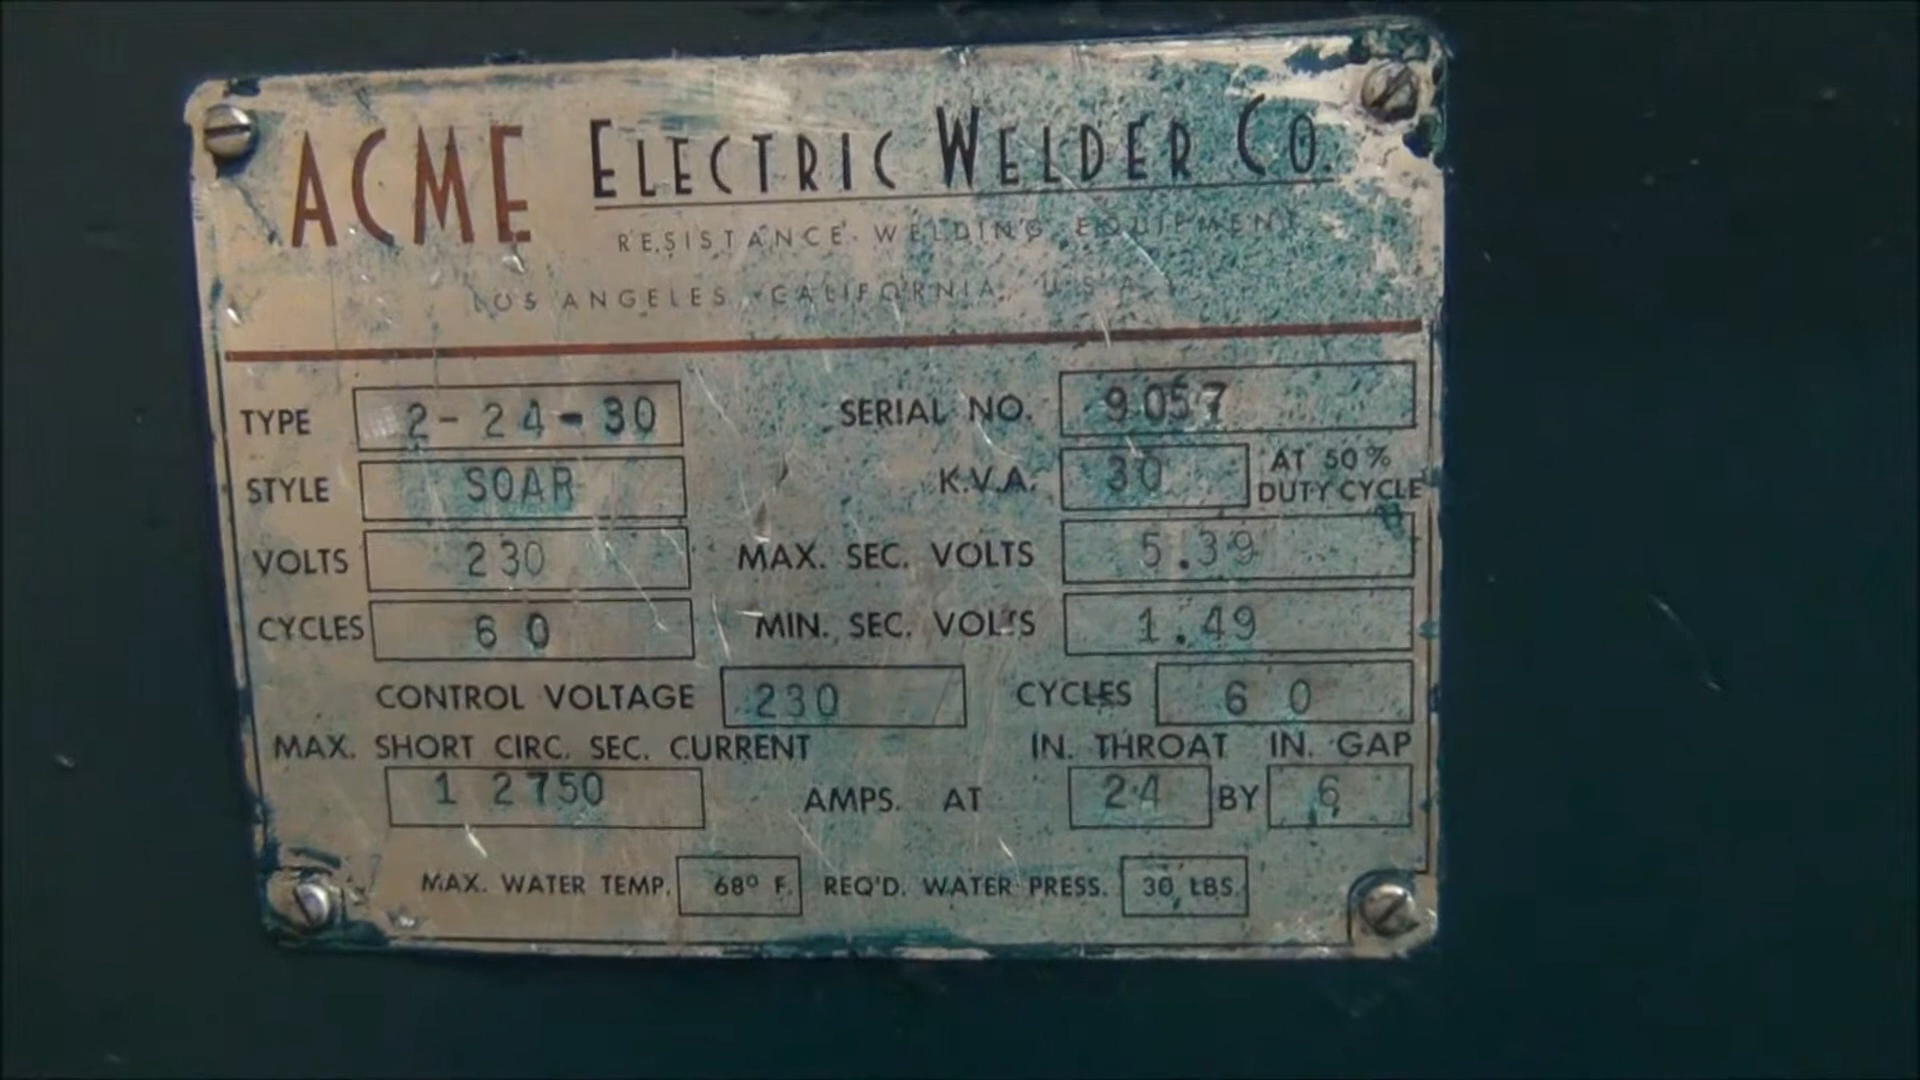 ACME ELECTRIC WELDER CO.
RESISTANCE WELDING EQUIPMENT
LOS ANGELES, CALIFORNIA, U.S.A.
TYPE 2-24-30 SERIAL NO. 9057
STYLE SOAR K.V.A. 30 AT 50% DUTY CYCLE
VOLTS 230 MAX. SEC. VOLTS 5.39
CYCLES 60 MIN. SEC. VOLTS 1.49
CONTROL VOLTAGE 230 CYCLES 60
MAX. SHORT CIRC. SEC. CURRENT IN. THROAT IN. GAP
12750 AMPS. AT 24 BY 6
MAX. WATER TEMP. 68° F. REQ'D. WATER PRESS. 30 LBS.